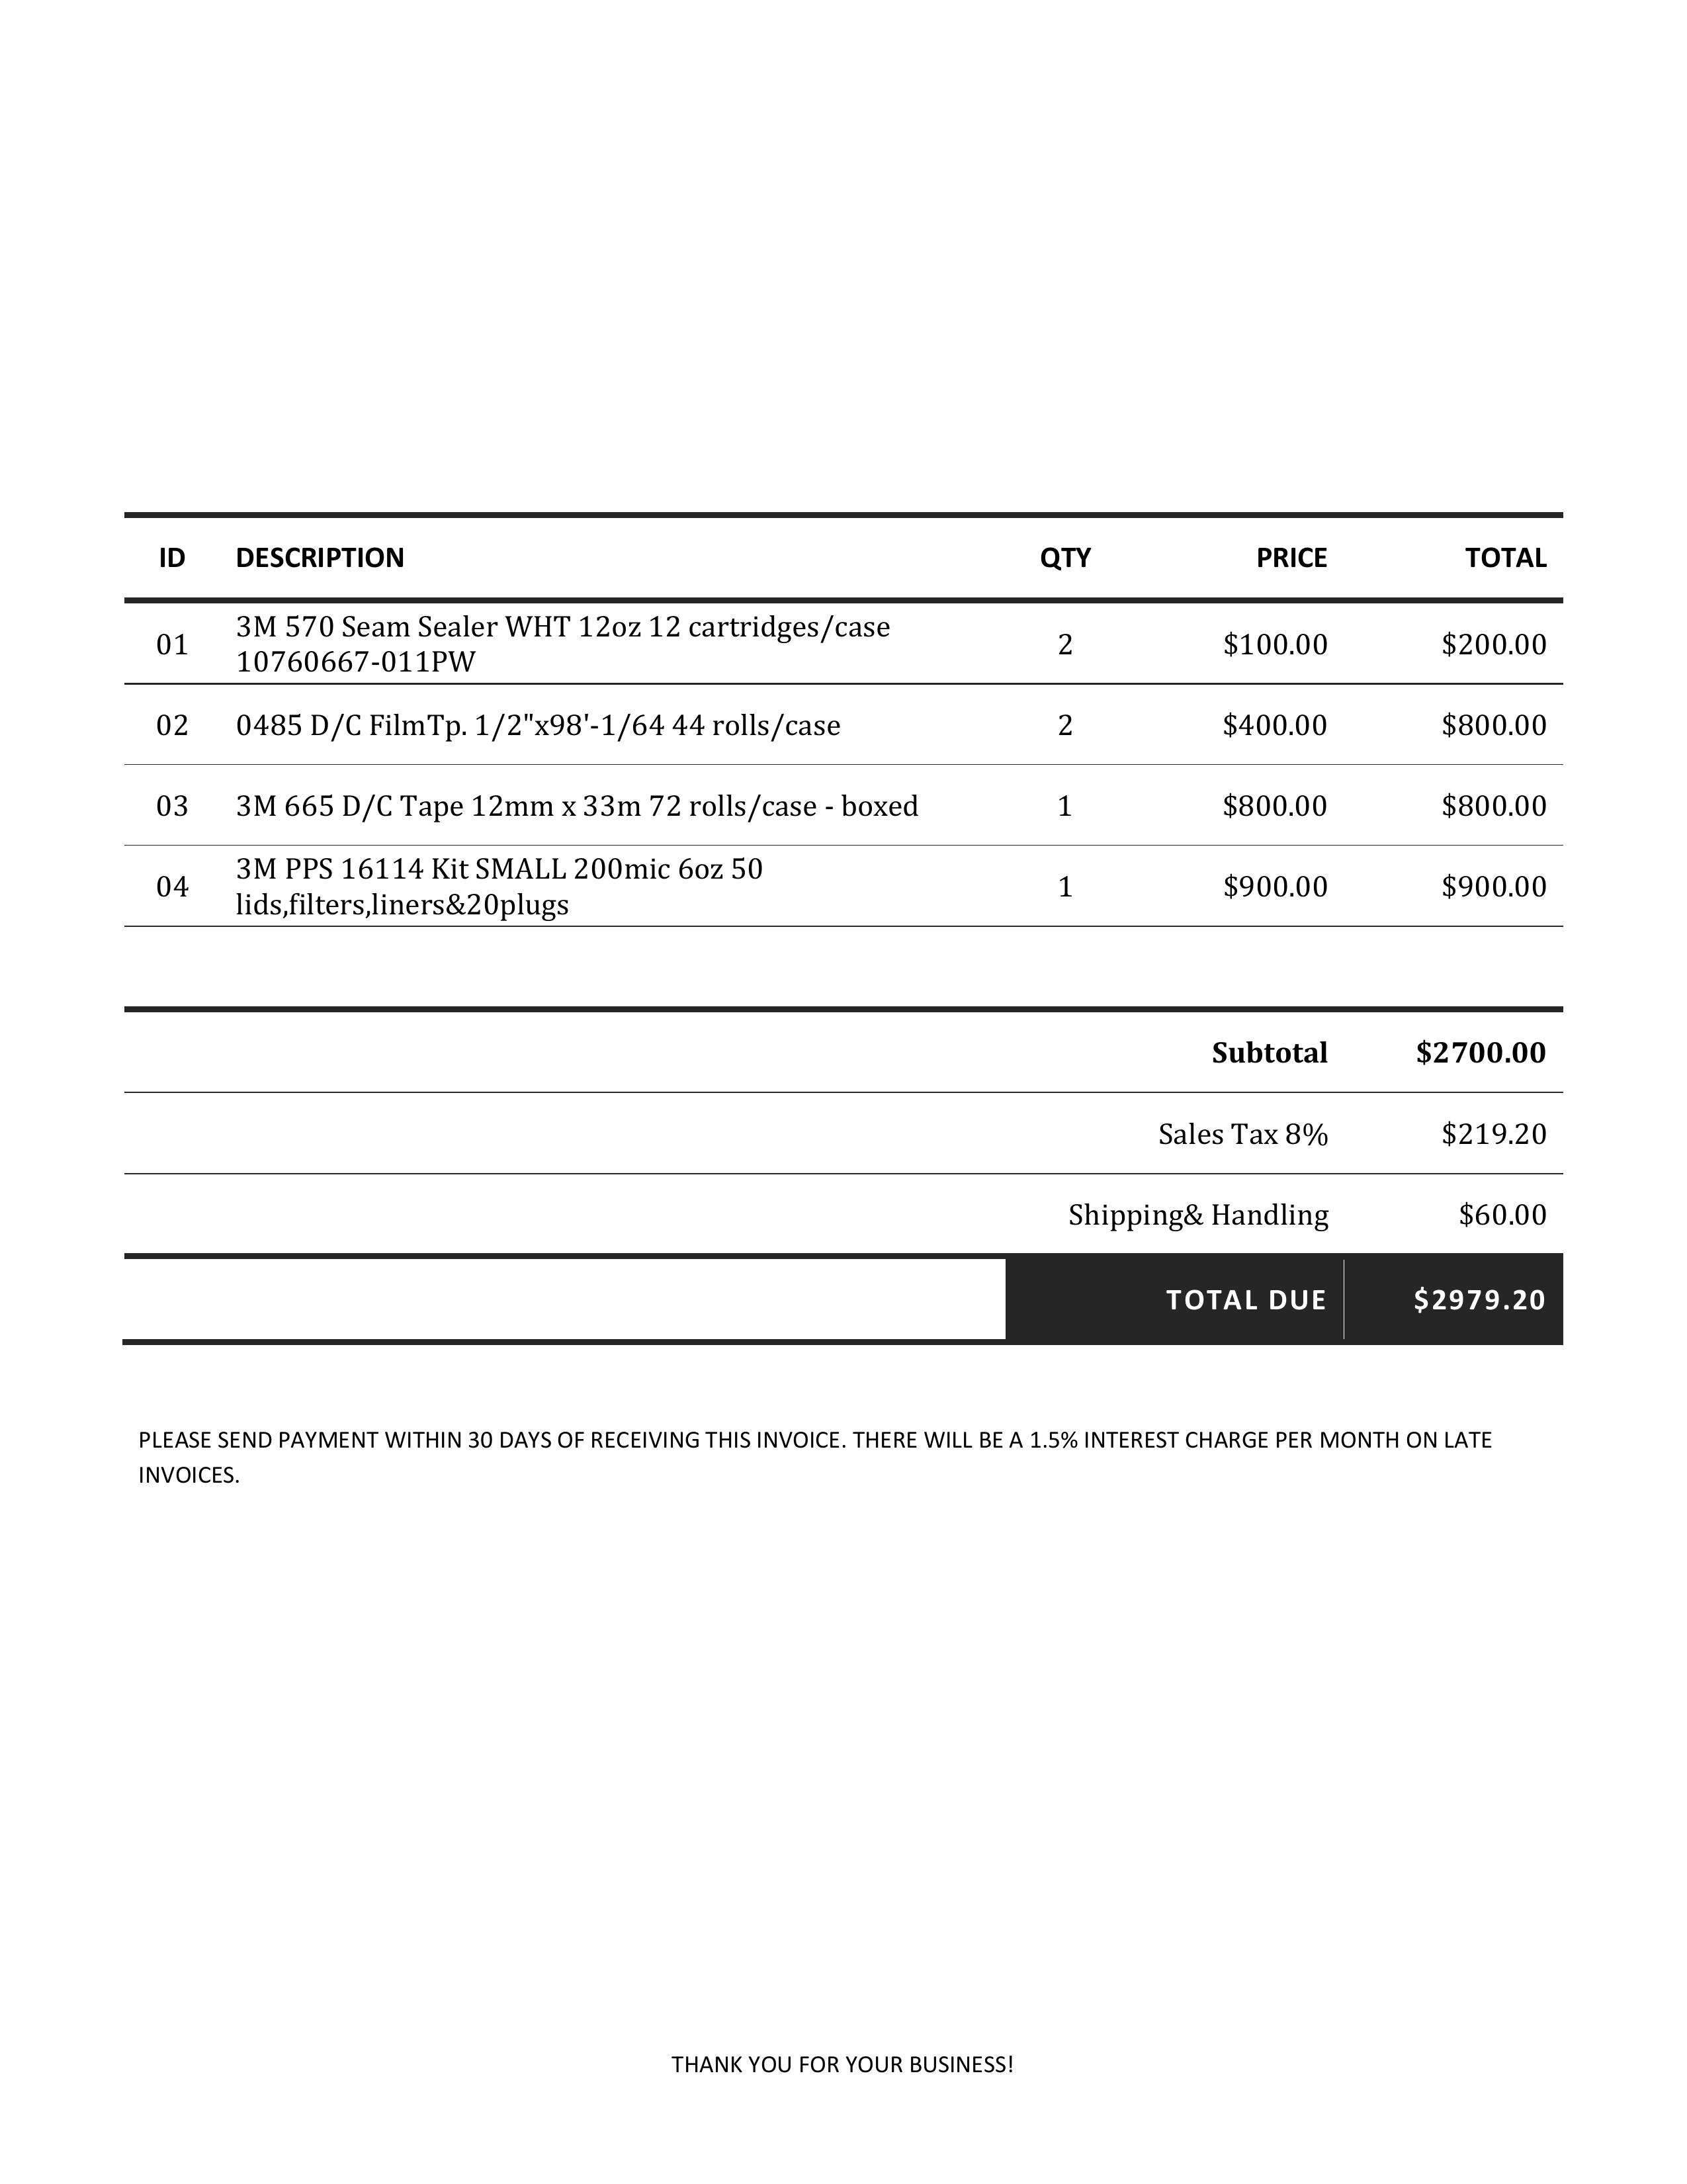 ID DESCRIPTION QTY PRICE TOTAL
01 3M 570 Seam Sealer WHT 12oz 12 cartridges/case 2 $100.00 $200.00
10760667-011PW
02 0485 D/C FilmTp. 1/2"x98'-1/64 44 rolls/case 2 $400.00 $800.00
03 3M 665 D/C Tape 12mm x 33m 72 rolls/case - boxed 1 $800.00 $800.00
04 3M PPS 16114 Kit SMALL 200mic 6oz 50 1 $900.00 $900.00
lids,filters,liners&20plugs
Subtotal $2700.00
Sales Tax 8% $219.20
Shipping& Handling $60.00
TOTAL DUE $2979.20
PLEASE SEND PAYMENT WITHIN 30 DAYS OF RECEIVING THIS INVOICE. THERE WILL BE A 1.5% INTEREST CHARGE PER MONTH ON LATE
INVOICES.
THANK YOU FOR YOUR BUSINESS!